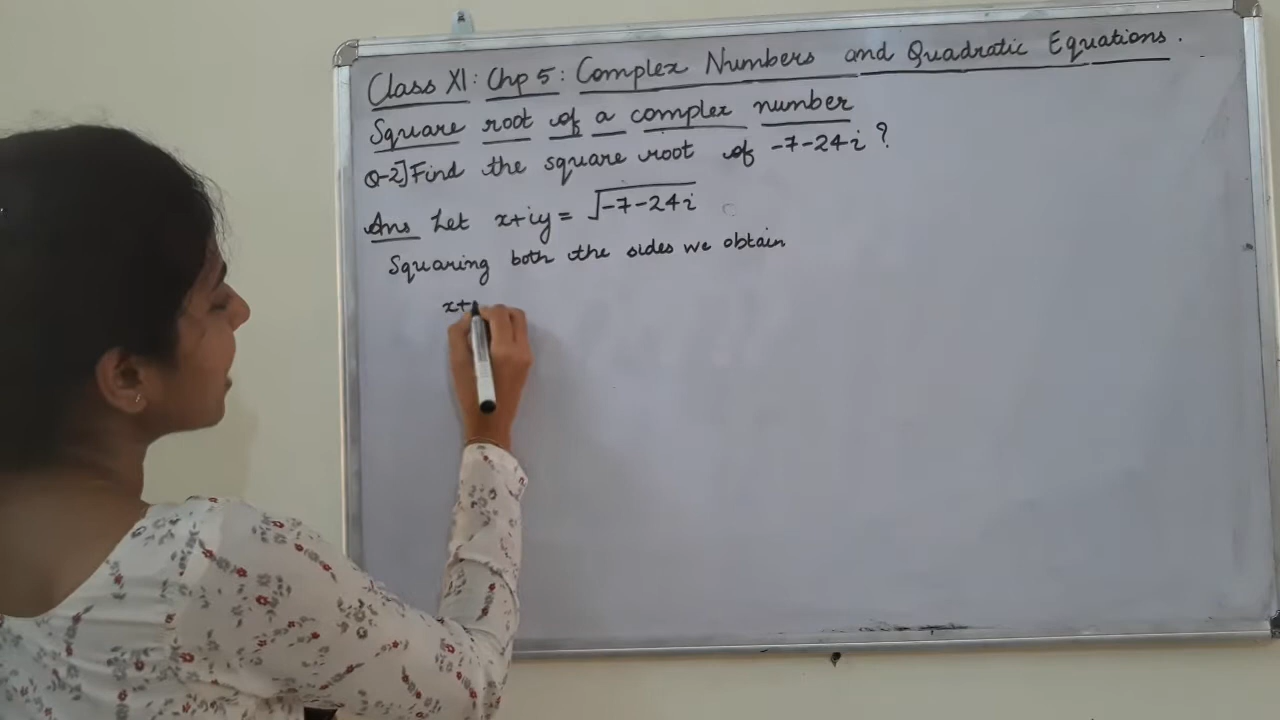 Class XI: Chp 5: Complex Numbers and Quadratic Equations.
Square root of a complex number
Q-2] Find the square root of -7-24i ?
Ans Let x+iy = √-7-24i
Squaring both the sides we obtain
x+